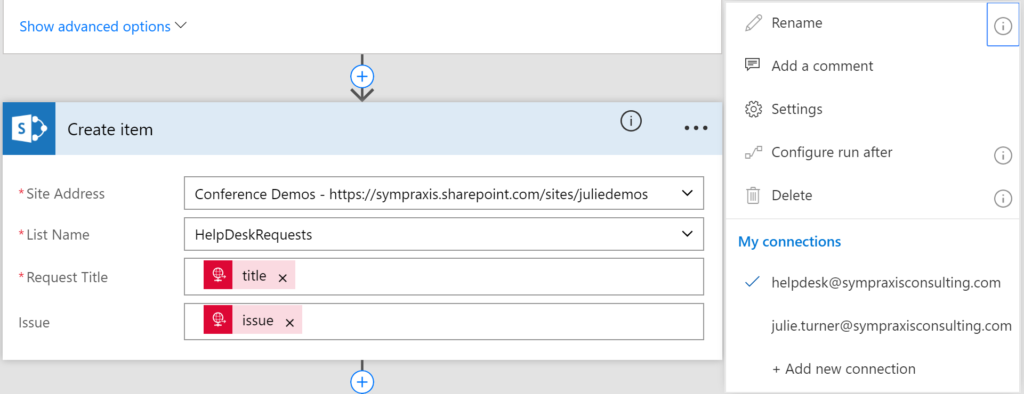 Show advanced options
S
Create item
* Site Address
Conference Demos - https://sympraxis.sharepoint.com/sites/juliedemos
* List Name
HelpDeskRequests
* Request Title
title x
Issue
issue x
Rename
Add a comment
Settings
Configure run after
Delete
My connections
helpdesk@sympraxisconsulting.com
julie.turner@sympraxisconsulting.com
+ Add new connection